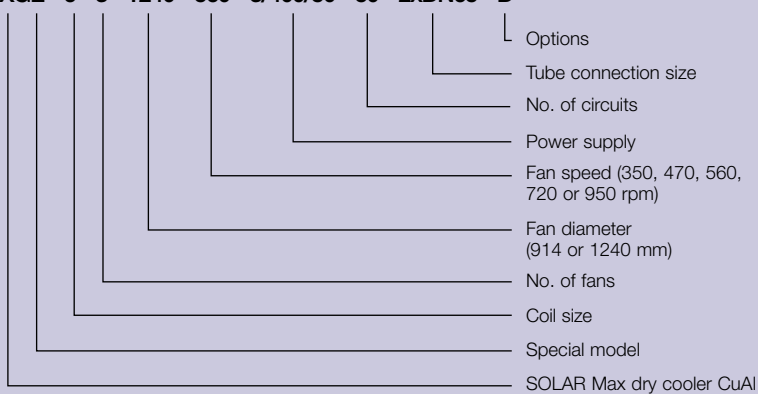 Options
Tube connection size
No. of circuits
Power supply
Fan speed (350, 470, 560,
720 or 950 rpm)
Fan diameter
(914 or 1240 mm)
No. of fans
Coil size
Special model
SOLAR Max dry cooler CuAl